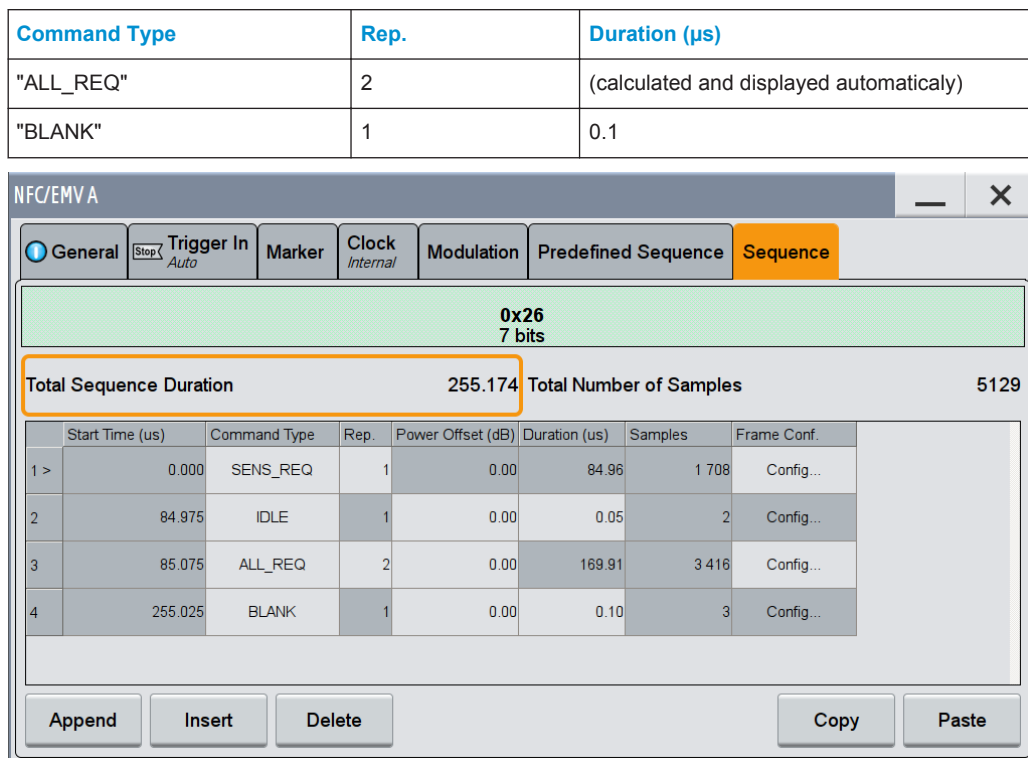 Command Type Rep. Duration (µs)
"ALL_REQ" 2 (calculated and displayed automaticaly)
"BLANK" 1 0.1
NFC/EMV A
General Stop Trigger In Auto Marker Clock Internal Modulation Predefined Sequence Sequence
0x26
7 bits
Total Sequence Duration 255.174 Total Number of Samples 5129
Start Time (us) Command Type Rep. Power Offset (dB) Duration (us) Samples Frame Conf.
1 > 0.000 SENS_REQ 1 0.00 84.96 1 708 Config...
2 84.975 IDLE 1 0.00 0.05 2 Config...
3 85.075 ALL_REQ 2 0.00 169.91 3 416 Config...
4 255.025 BLANK 1 0.00 0.10 3 Config...
Append Insert Delete Copy Paste